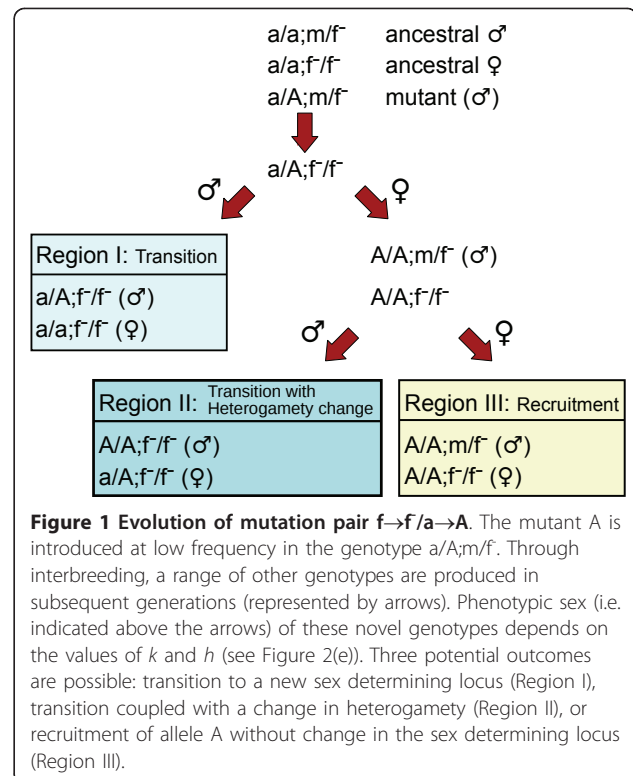 a/a;m/f⁻ ancestral ♂
a/a;f⁻/f⁻ ancestral ♀
a/A;m/f⁻ mutant (♂)
a/A;f⁻/f⁻
♂ ♀
Region I: Transition
a/A;f⁻/f⁻ (♂)
a/a;f⁻/f⁻ (♀)
A/A;m/f⁻ (♂)
A/A;f⁻/f⁻
♂ ♀
Region II: Transition with
Heterogamety change
A/A;f⁻/f⁻ (♂)
a/A;f⁻/f⁻ (♀)
Region III: Recruitment
A/A;m/f⁻ (♂)
A/A;f⁻/f⁻ (♀)
Figure 1 Evolution of mutation pair f→f⁻/a→A. The mutant A is
introduced at low frequency in the genotype a/A;m/f⁻. Through
interbreeding, a range of other genotypes are produced in
subsequent generations (represented by arrows). Phenotypic sex (i.e.
indicated above the arrows) of these novel genotypes depends on
the values of k and h (see Figure 2(e)). Three potential outcomes
are possible: transition to a new sex determining locus (Region I),
transition coupled with a change in heterogamety (Region II), or
recruitment of allele A without change in the sex determining locus
(Region III).